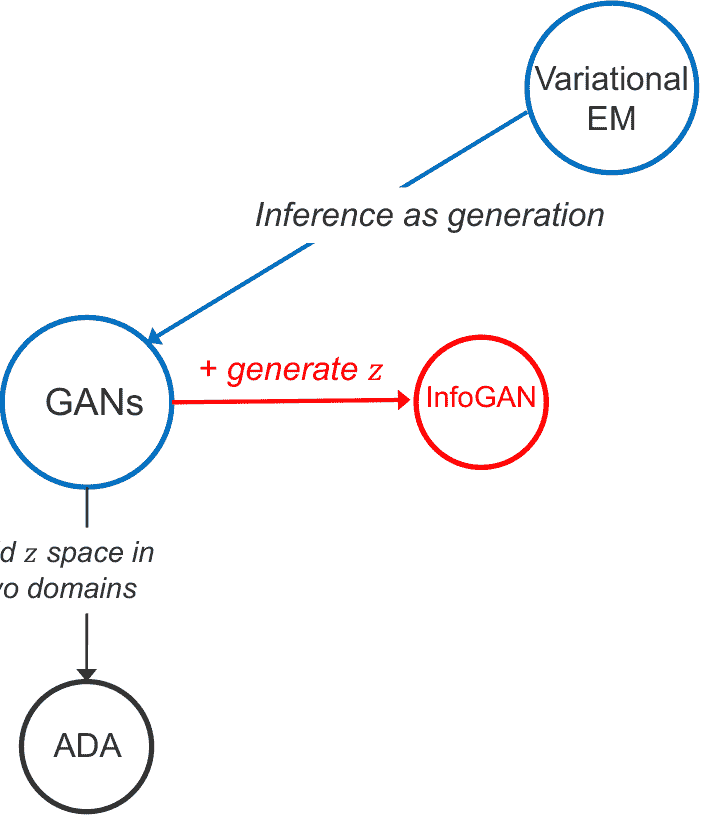 Variational
EM
Inference as generation
+ generate z
GANs
InfoGAN
z space in
domains
ADA